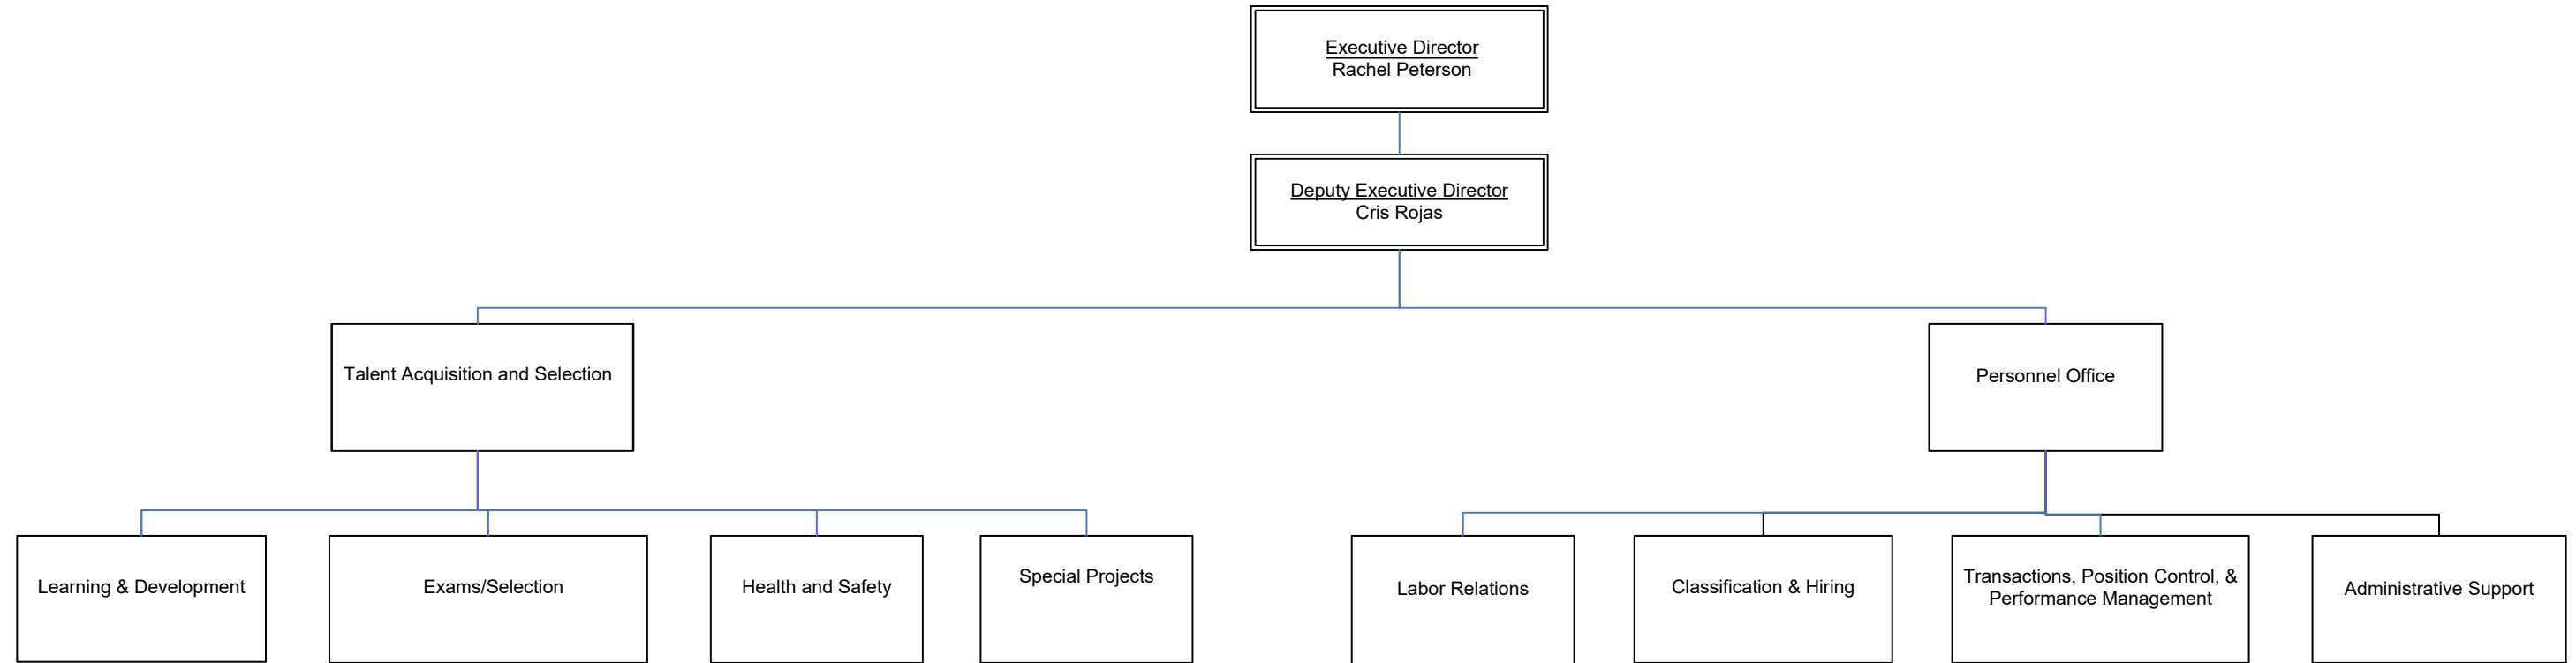 Executive Director
Rachel Peterson
Deputy Executive Director
Cris Rojas
Talent Acquisition and Selection
Personnel Office
Learning & Development
Exams/Selection
Health and Safety
Special Projects
Labor Relations
Classification & Hiring
Transactions, Position Control, &
Performance Management
Administrative Support